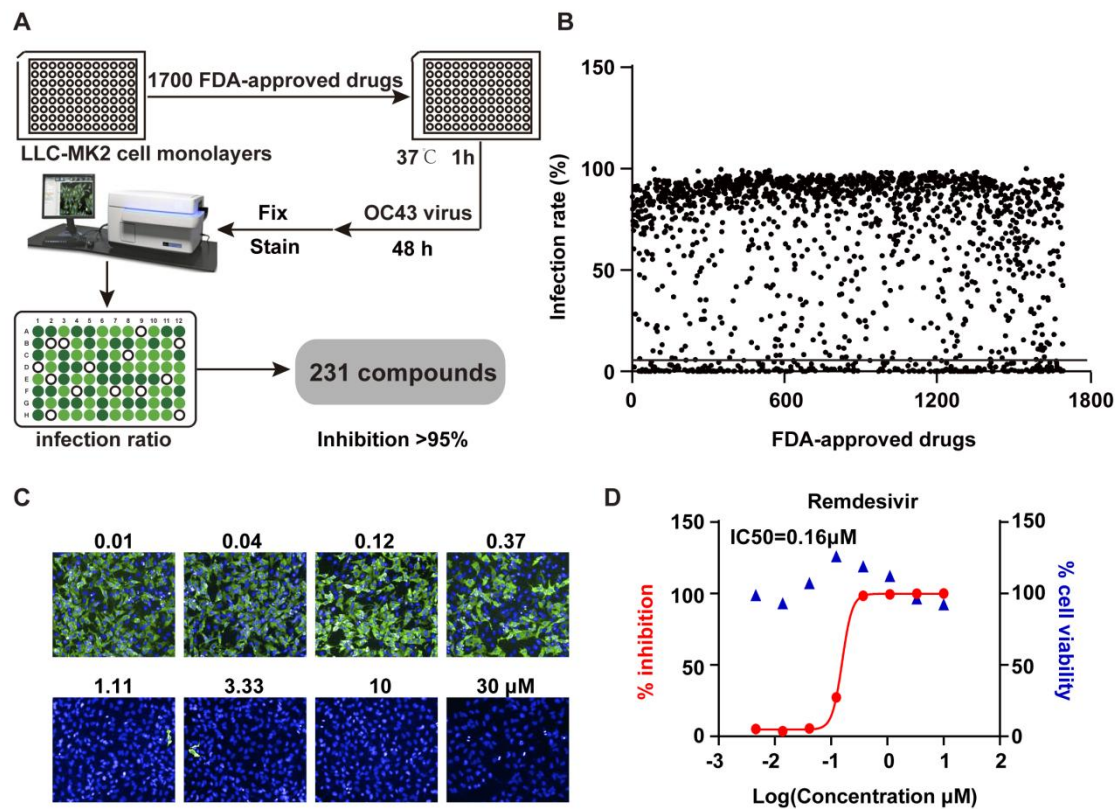 A
1700 FDA-approved drugs
LLC-MK2 cell monolayers
37℃ 1h
Fix
OC43 virus
Stain
48 h
1 2 3 4 5 6 7 8 9 10 11 12
A
B
C
D
E
F
G
H
231 compounds
infection ratio
Inhibition >95%
B
150
100
50
0
Infection rate (%)
0 600 1200 1800
FDA-approved drugs
C
0.01 0.04 0.12 0.37
1.11 3.33 10 30 µM
D
Remdesivir
IC50=0.16µM
150
100
50
0
% inhibition
150
100
50
0
% cell viability
-3 -2 -1 0 1 2
Log(Concentration µM)